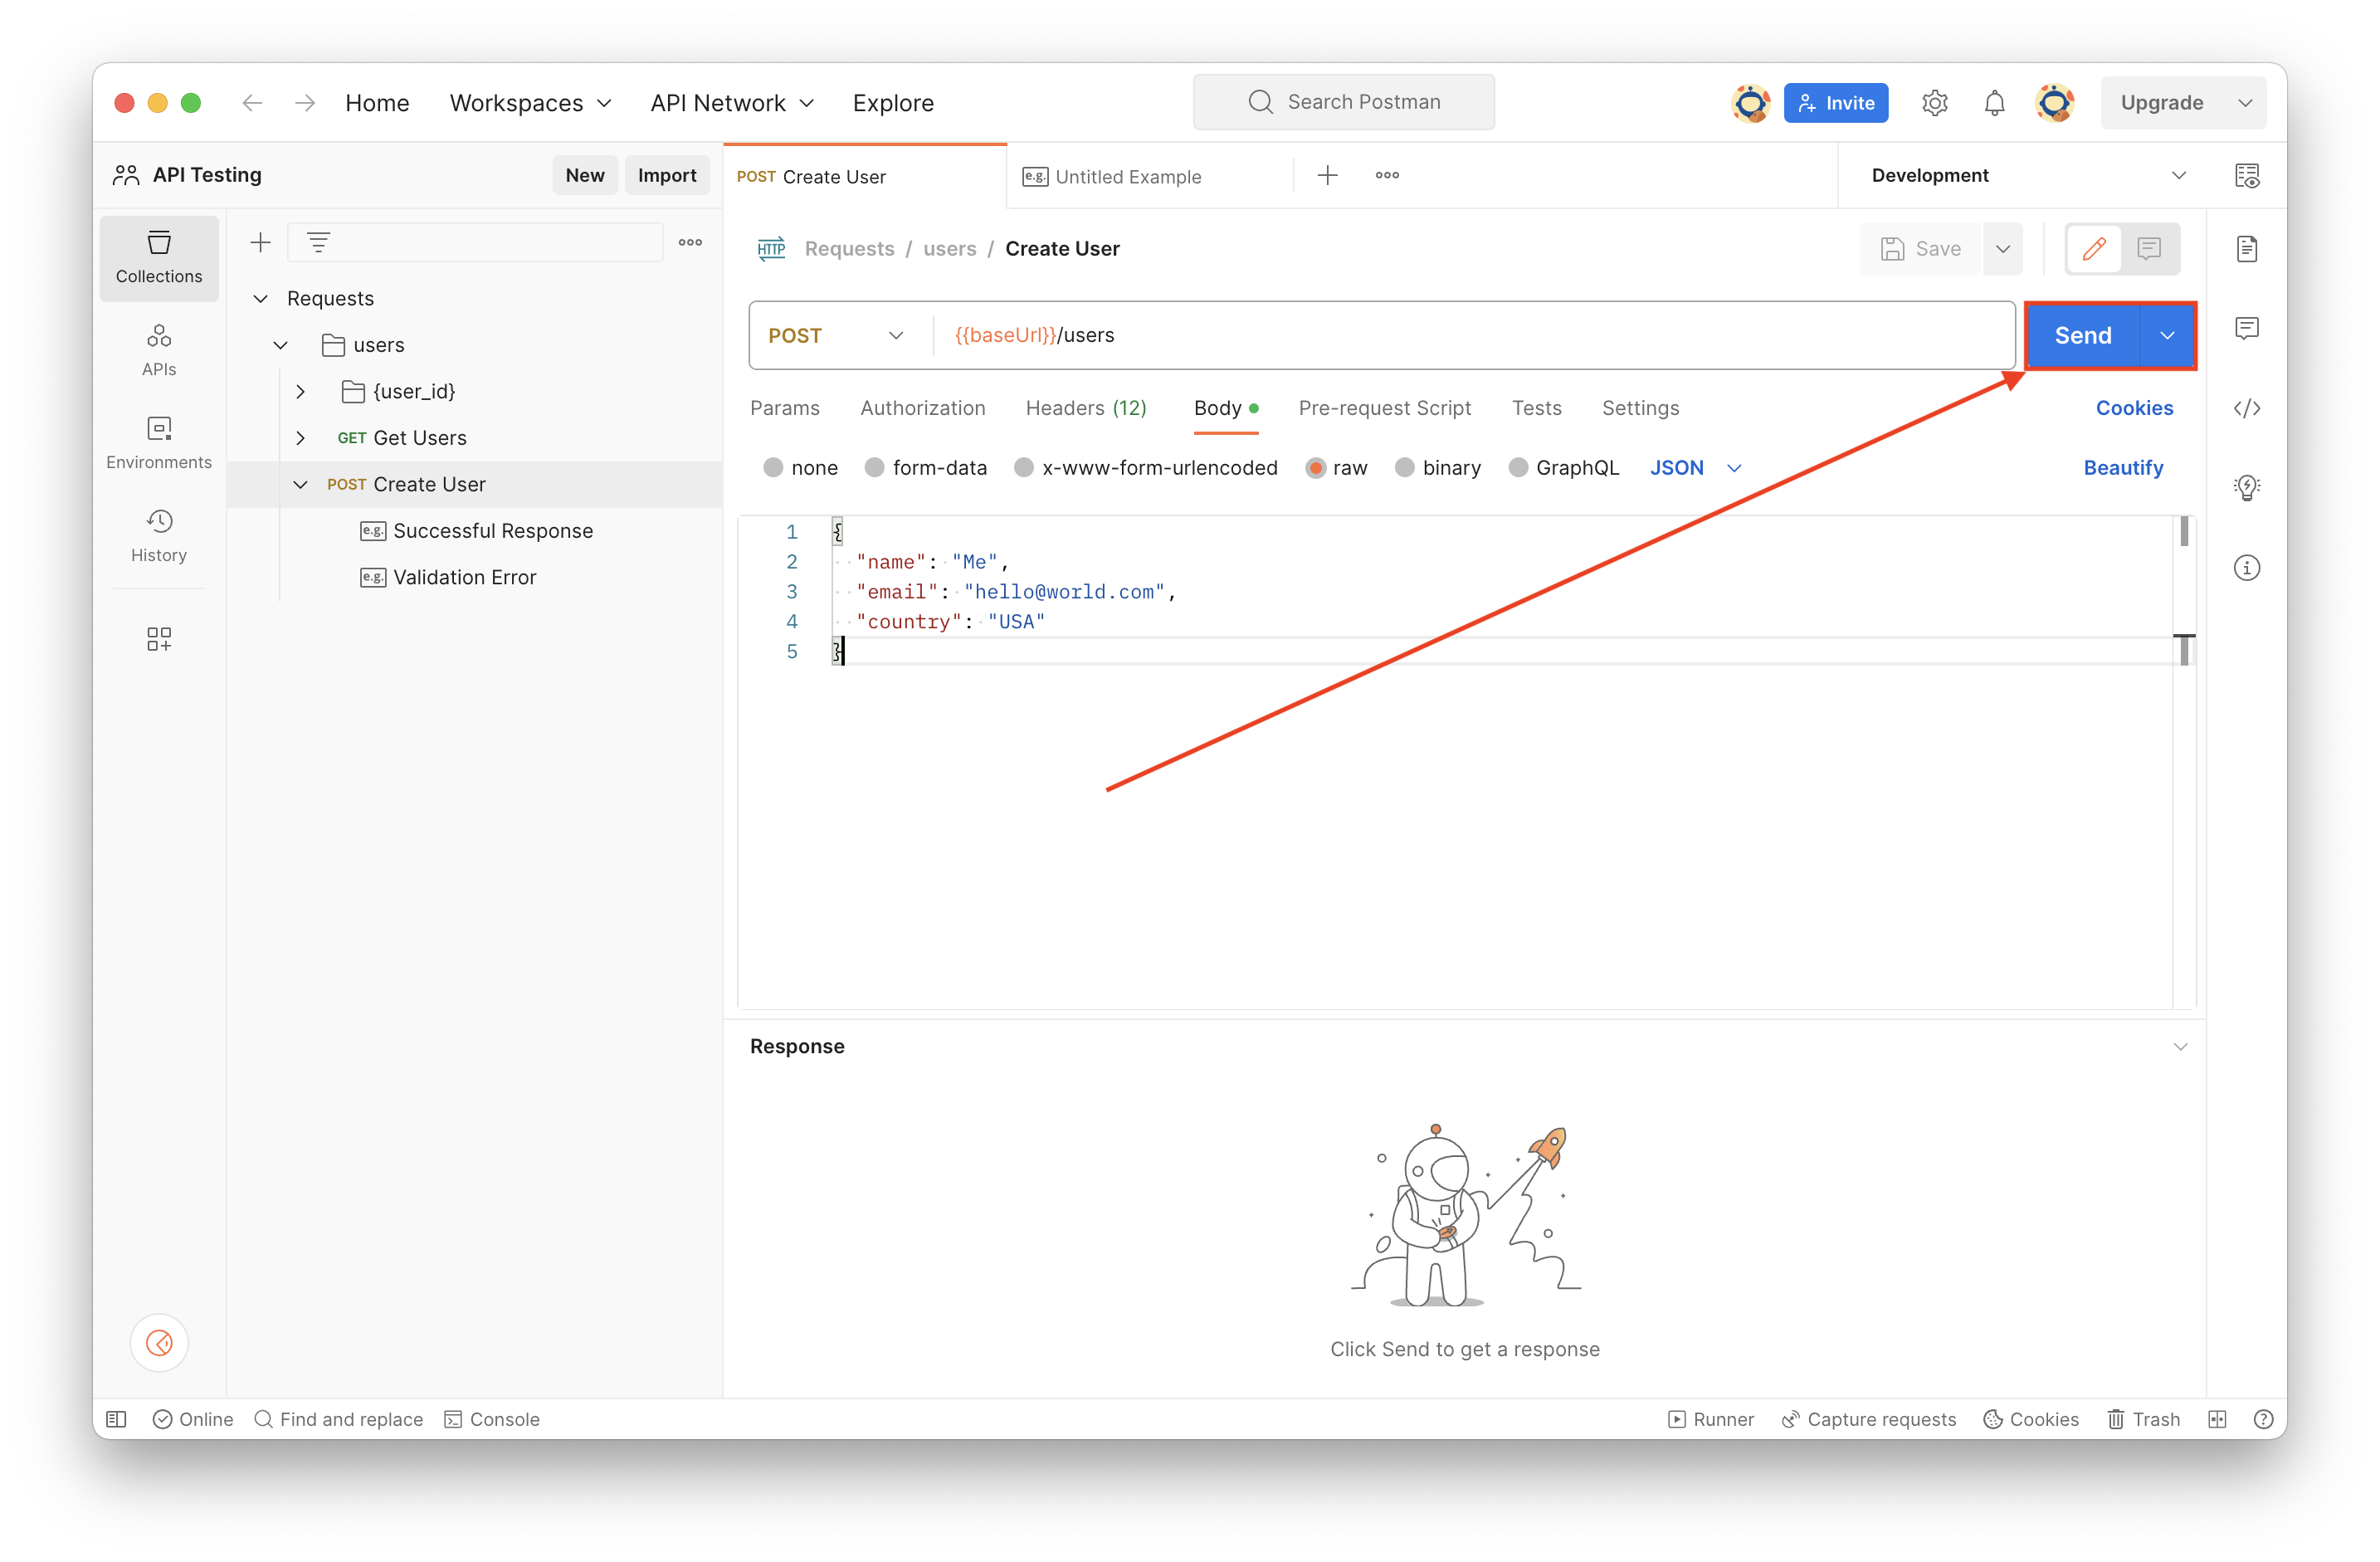 Home Workspaces API Network Explore Search Postman Invite Upgrade
API Testing New Import POST Create User e.g. Untitled Example Development
Collections
APIs
Environments
History
Requests
users
{user_id}
GET Get Users
POST Create User
e.g. Successful Response
e.g. Validation Error
HTTP Requests / users / Create User Save
POST {{baseUrl}}/users Send
Params Authorization Headers (12) Body Pre-request Script Tests Settings Cookies
none form-data x-www-form-urlencoded raw binary GraphQL JSON Beautify
1 {
2 "name": "Me",
3 "email": "hello@world.com",
4 "country": "USA"
5 }
Response
Click Send to get a response
Online Find and replace Console Runner Capture requests Cookies Trash